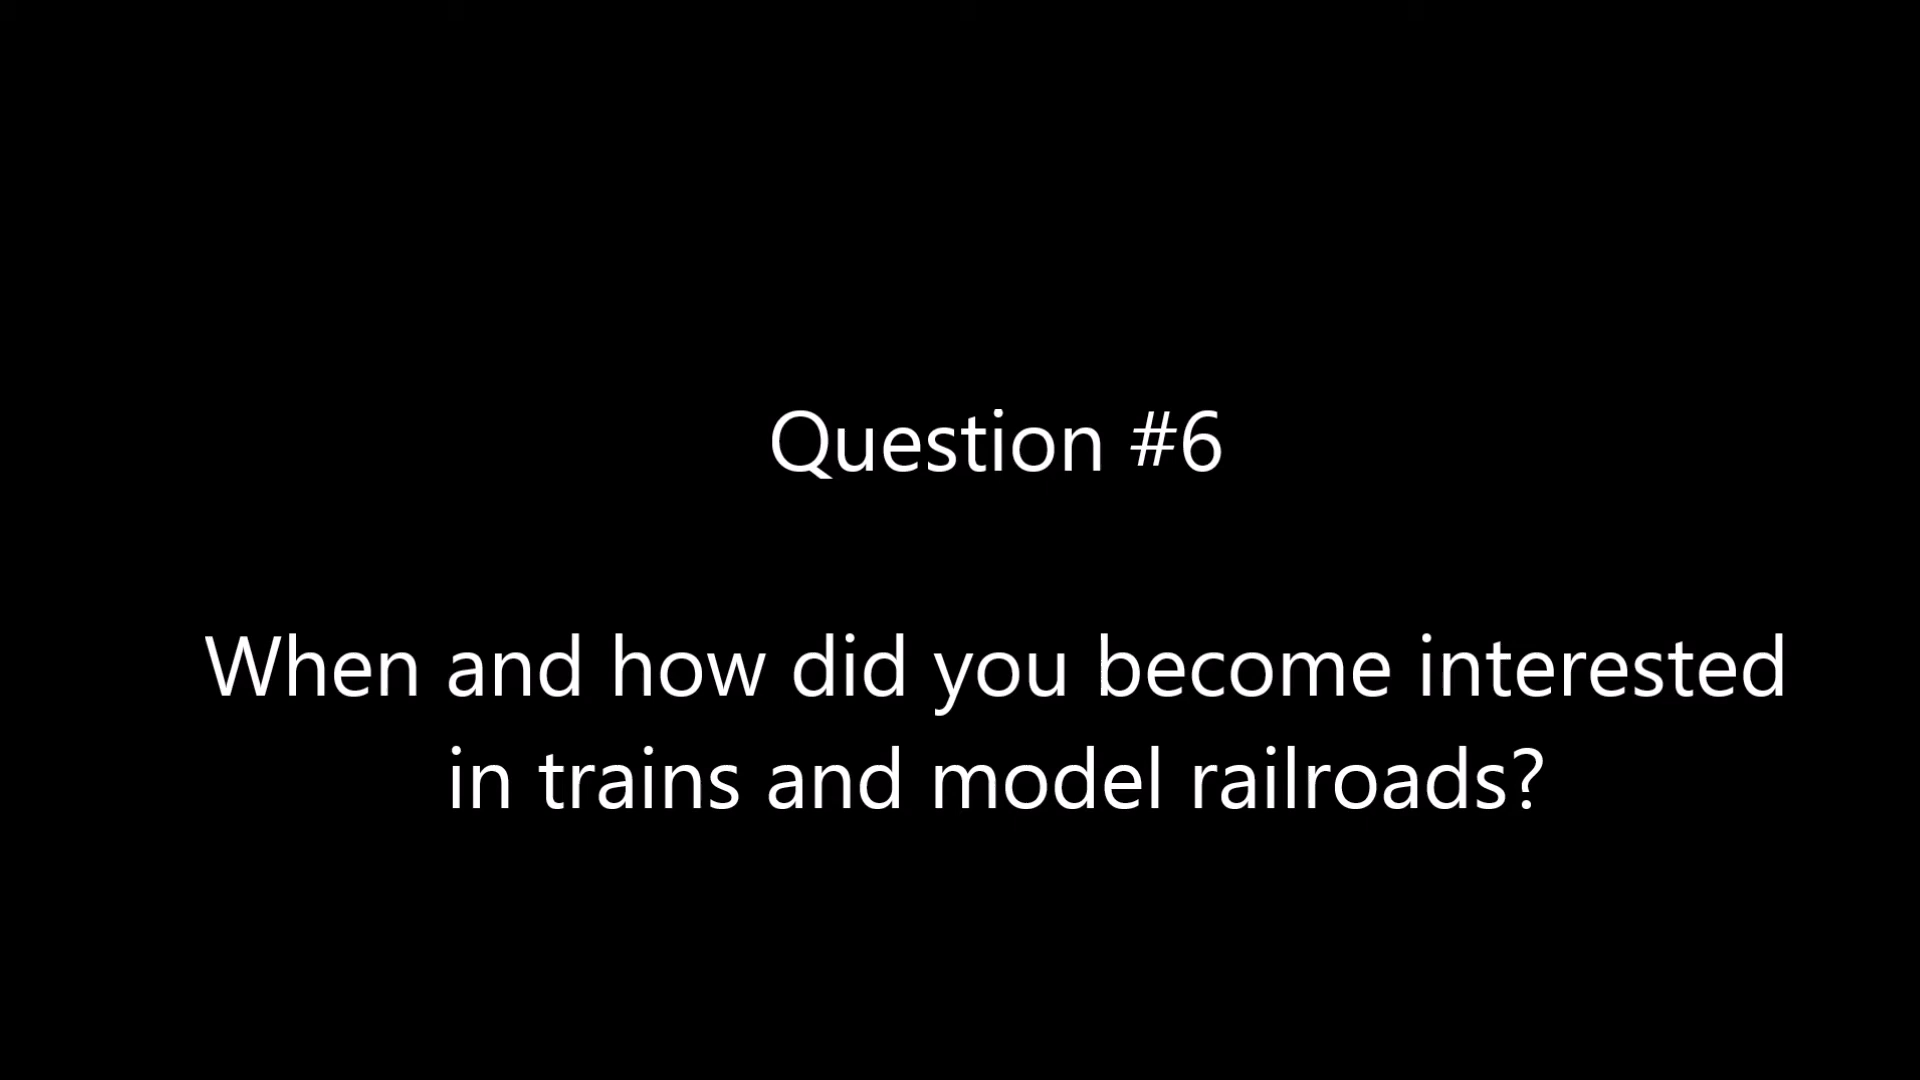 Question #6
When and how did you become interested
in trains and model railroads?